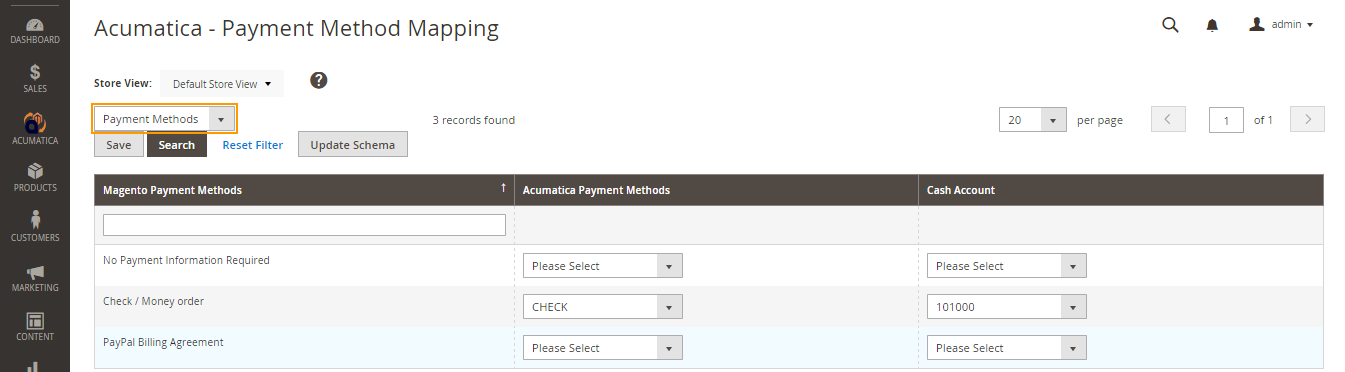 Acumatica - Payment Method Mapping
admin
DASHBOARD
SALES
ACUMATICA
PRODUCTS
CUSTOMERS
MARKETING
CONTENT
Store View: Default Store View ?
Payment Methods 3 records found 20 per page 1 of 1
Save Search Reset Filter Update Schema
Magento Payment Methods ↑ Acumatica Payment Methods Cash Account
No Payment Information Required Please Select Please Select
Check / Money order CHECK 101000
PayPal Billing Agreement Please Select Please Select